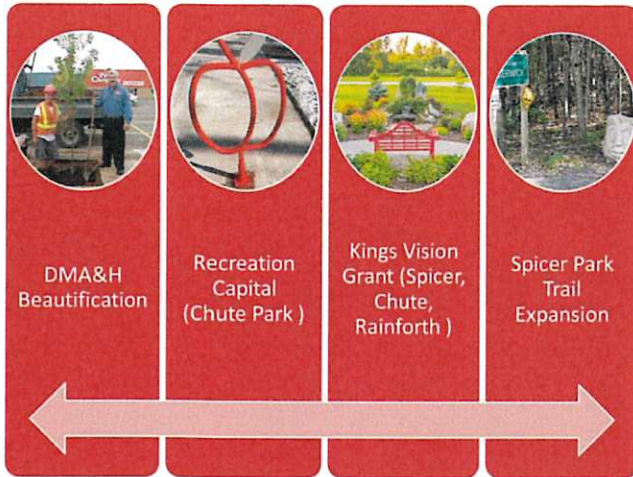 DMA&H
Beautification
Recreation
Capital
(Chute Park )
Kings Vision
Grant (Spicer,
Chute,
Rainforth )
Spicer Park
Trail
Expansion